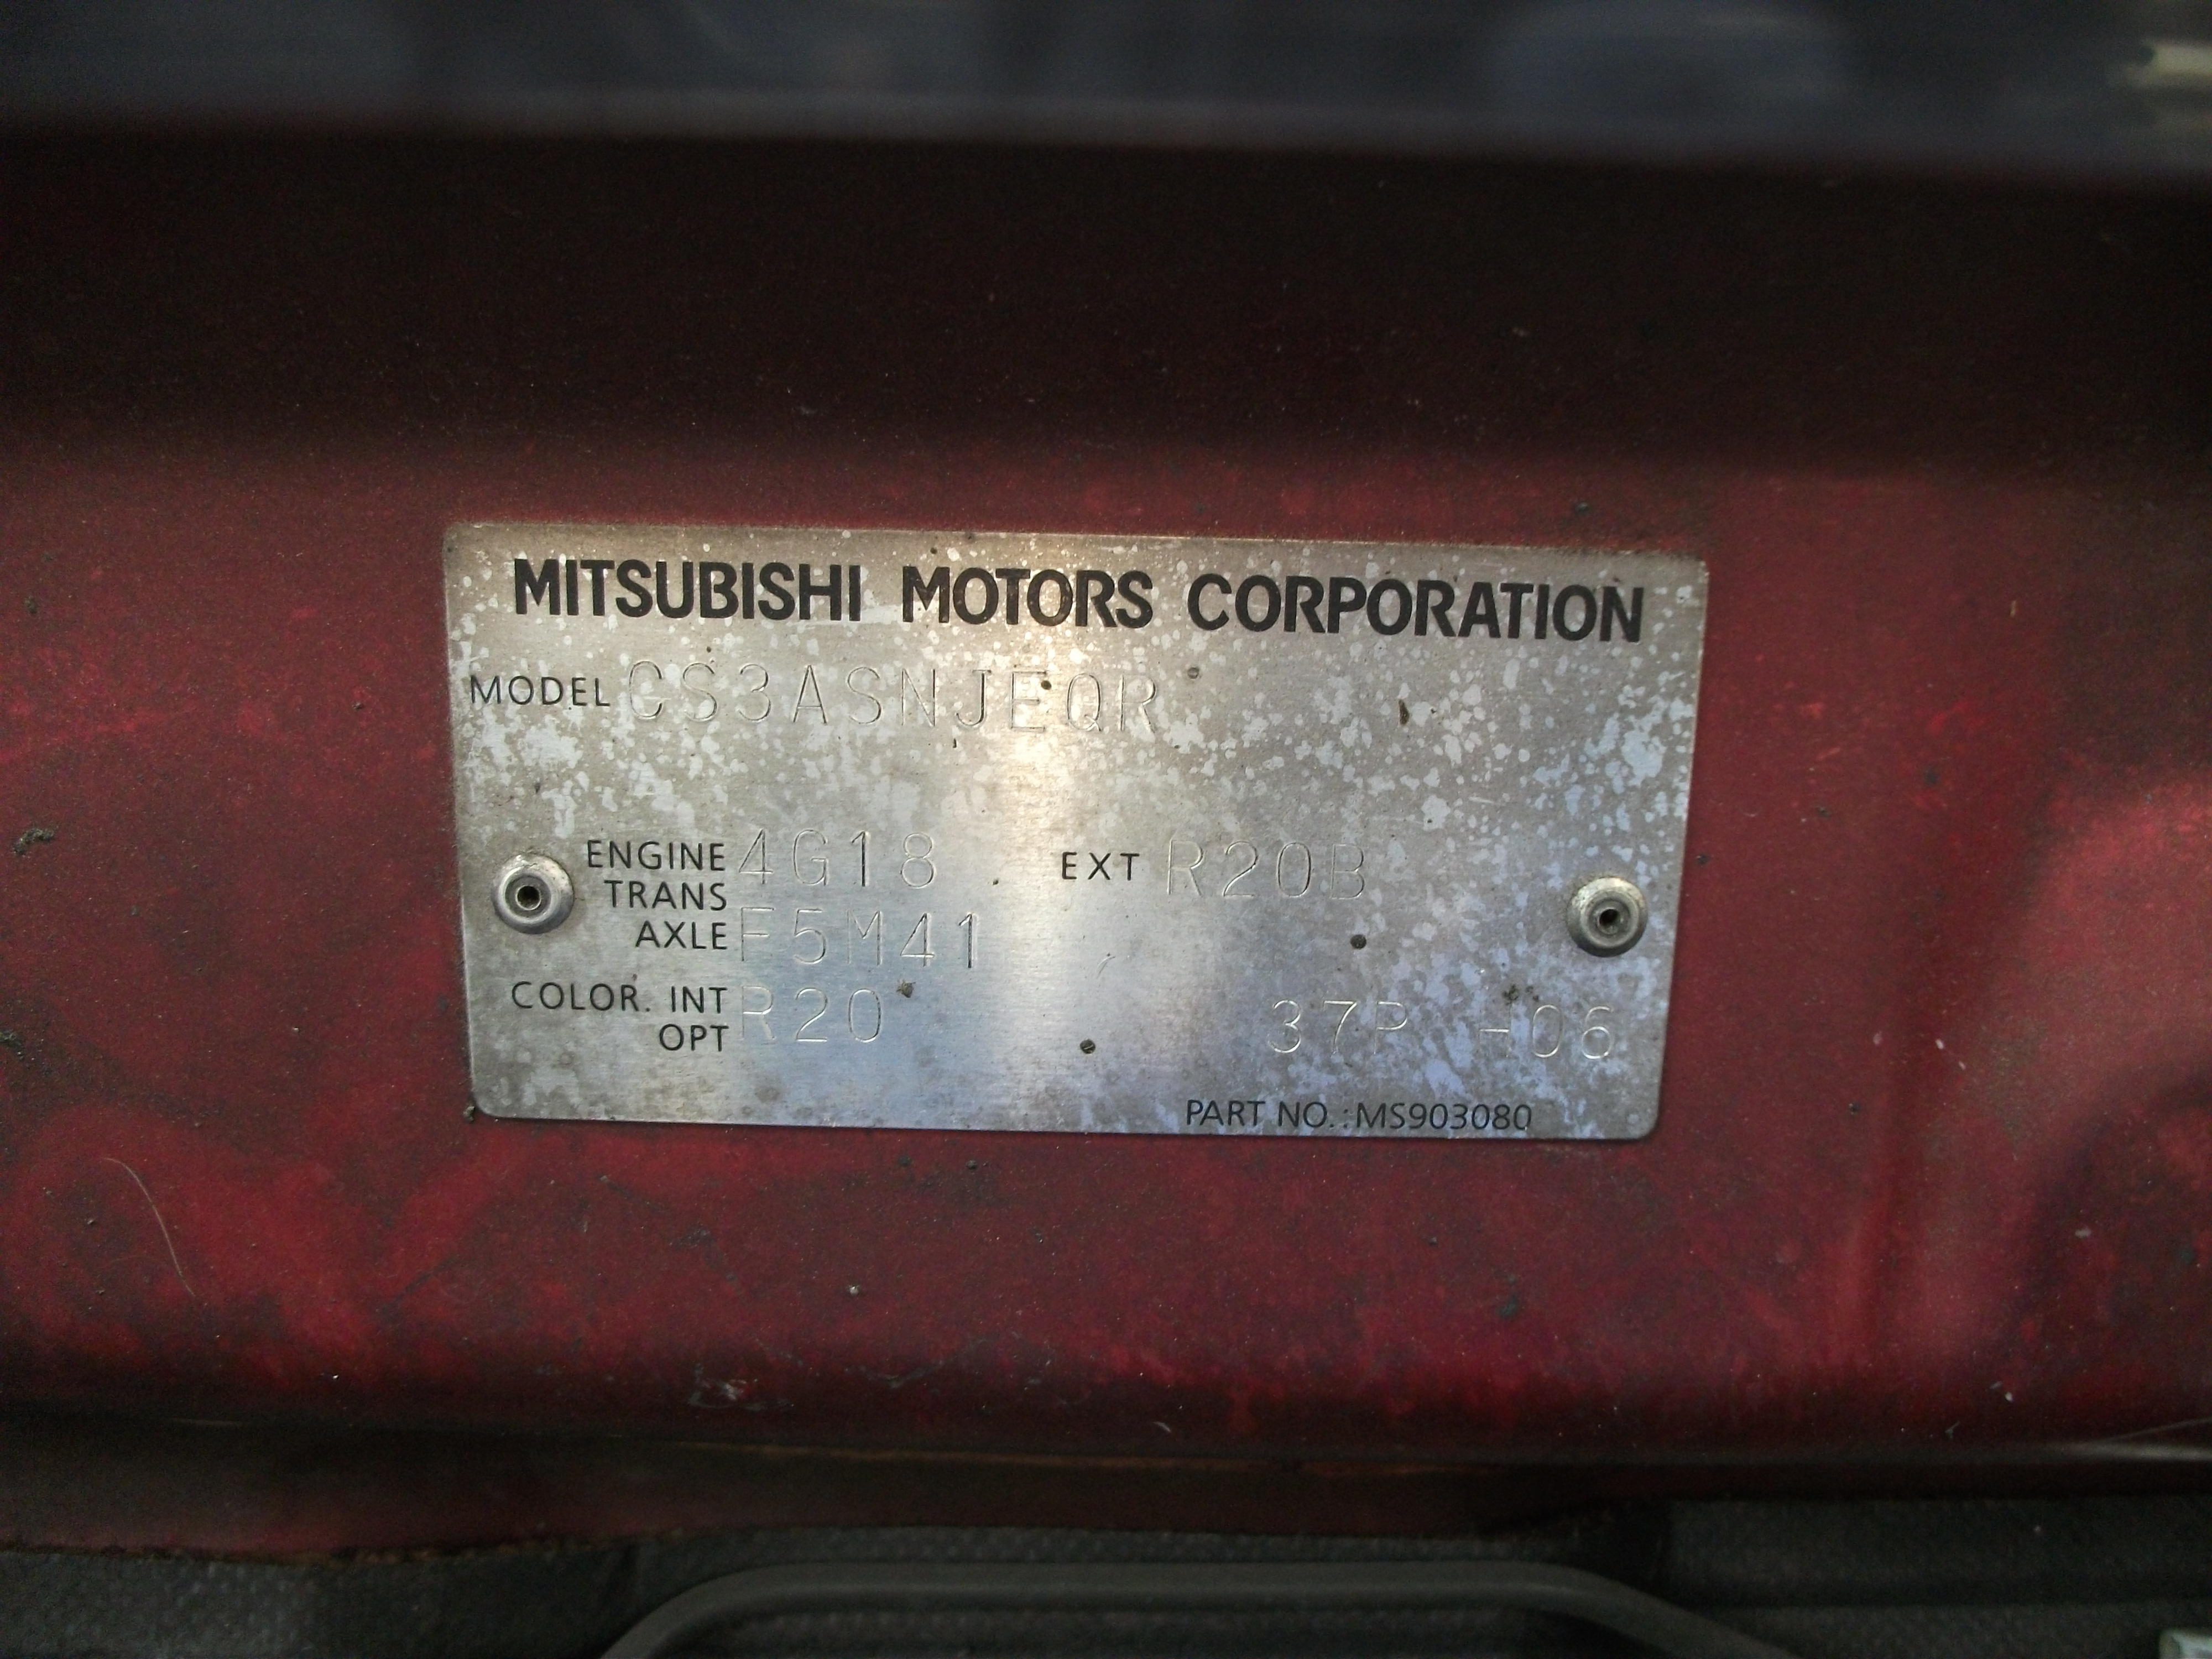 MITSUBISHI MOTORS CORPORATION
MODEL CS3ASNJEQR
ENGINE 4G18 EXT R20B
TRANS
AXLE F5M41
COLOR. INT R20 37P H06
OPT
PART NO.:MS903080